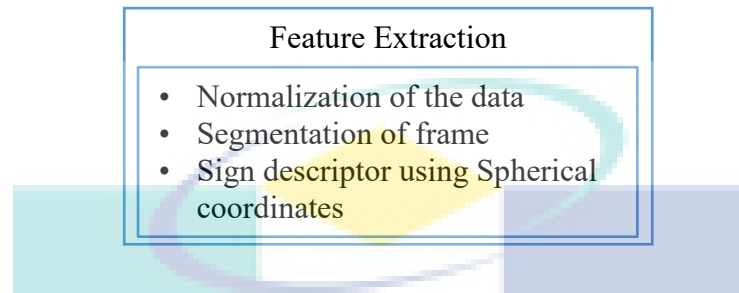 Feature Extraction
• Normalization of the data
• Segmentation of frame
• Sign descriptor using Spherical
coordinates